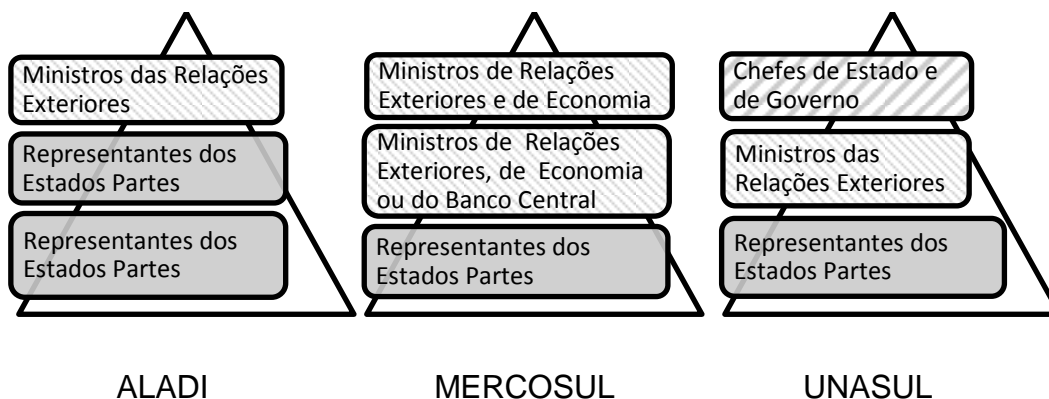 Ministros das Relações
Exteriores
Representantes dos
Estados Partes
Representantes dos
Estados Partes
ALADI
Ministros de Relações
Exteriores e de Economia
Ministros de Relações
Exteriores, de Economia
ou do Banco Central
Representantes dos
Estados Partes
MERCOSUL
Chefes de Estado e
de Governo
Ministros das
Relações Exteriores
Representantes dos
Estados Partes
UNASUL